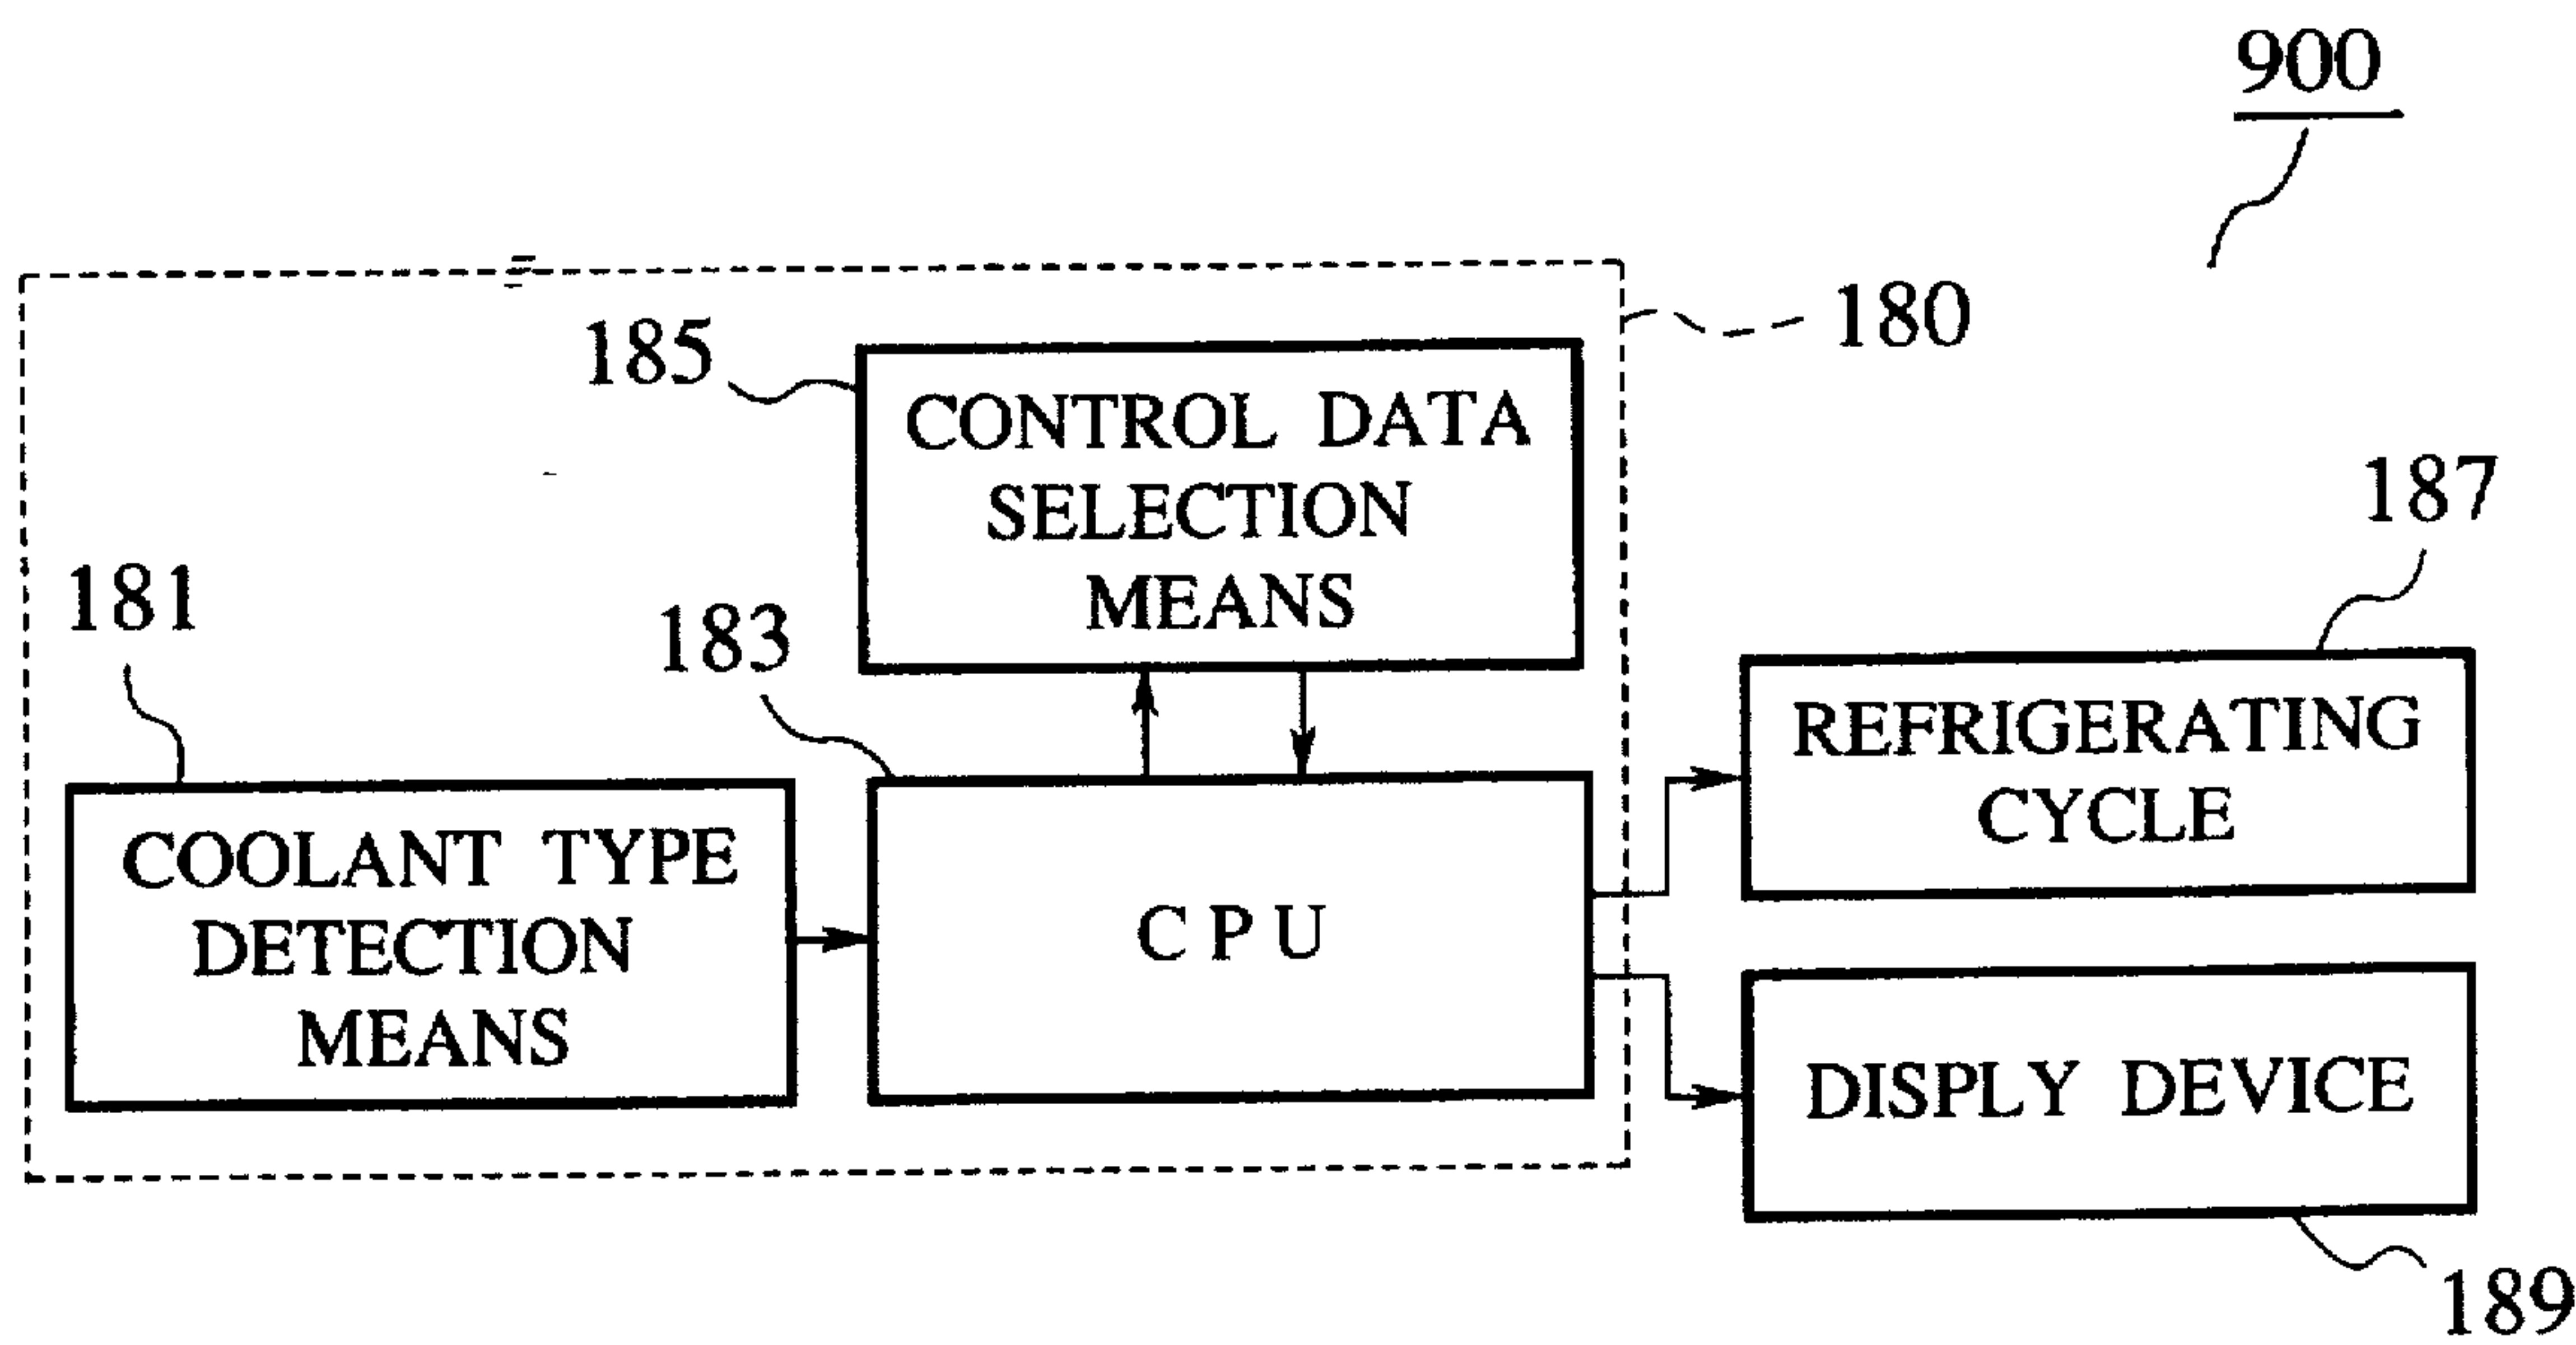 900
180
185
CONTROL DATA
SELECTION
MEANS
187
181
183
REFRIGERATING
CYCLE
COOLANT TYPE
DETECTION
MEANS
CPU
DISPLY DEVICE
189